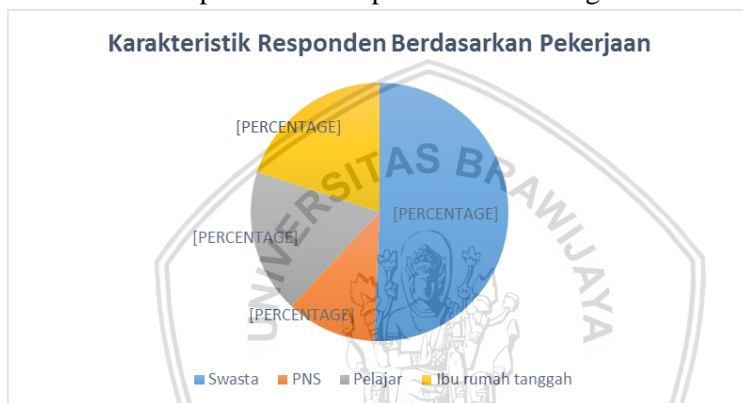 Karakteristik Responden Berdasarkan Pekerjaan
[PERCENTAGE]
[PERCENTAGE]
[PERCENTAGE]
[PERCENTAGE]
UNIVERSITAS BRAWIJAYA
Swasta PNS Pelajar Ibu rumah tanggah